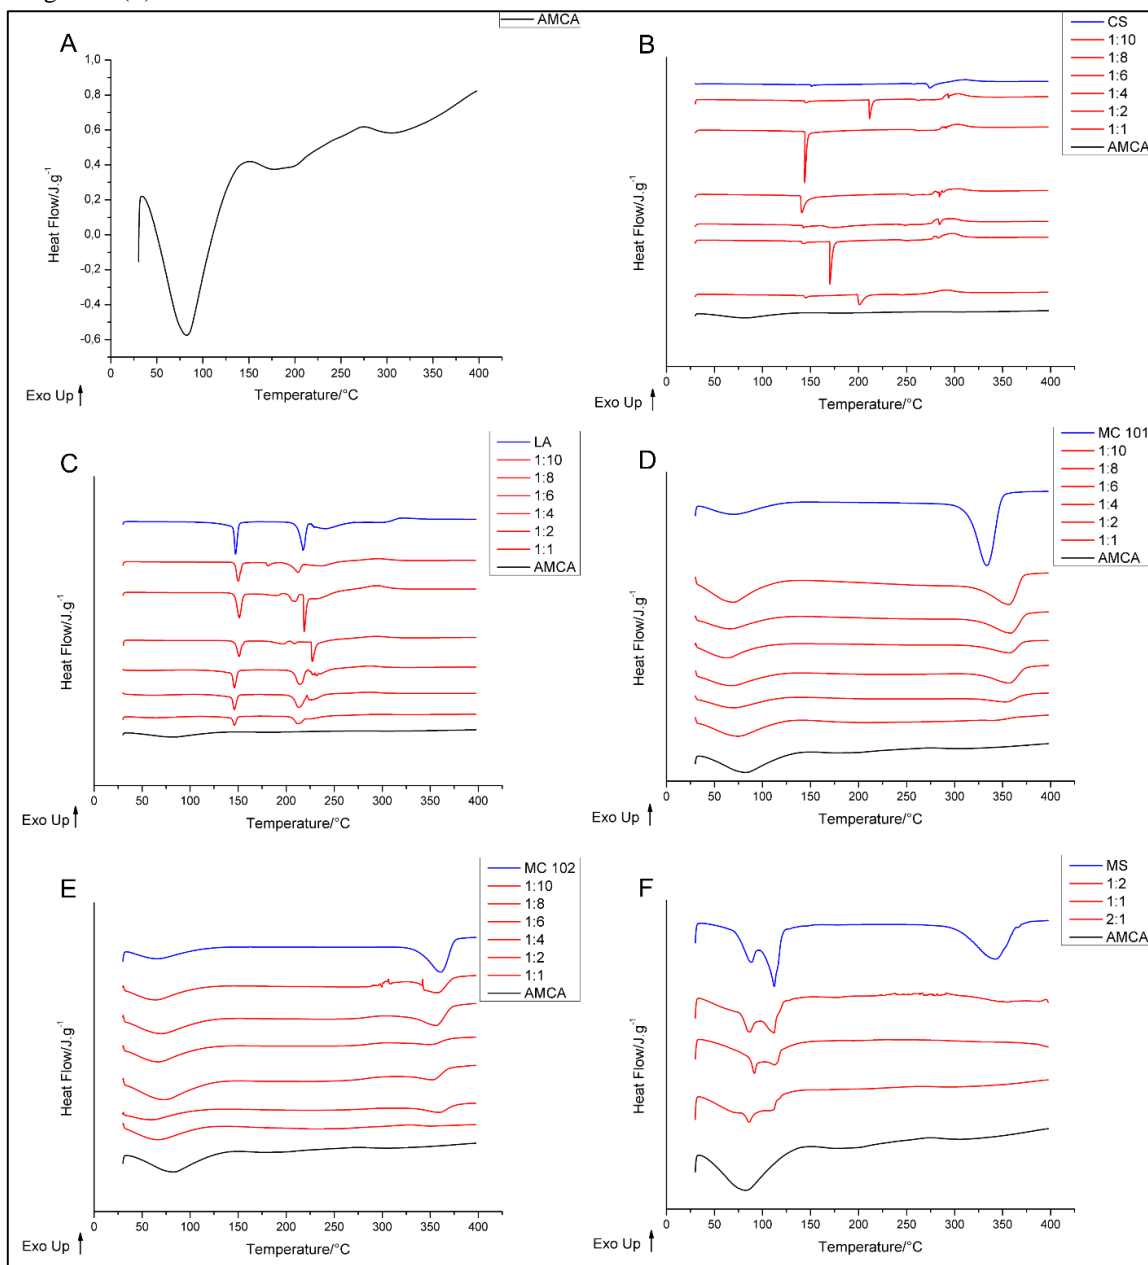 AMCA
A
1,0
0,8
0,6
0,4
0,2
0,0
-0,2
-0,4
-0,6
Heat Flow/J.g⁻¹
0 50 100 150 200 250 300 350 400
Temperature/°C
Exo Up
B
CS
1:10
1:8
1:6
1:4
1:2
1:1
AMCA
Heat Flow/J.g⁻¹
0 50 100 150 200 250 300 350 400
Temperature/°C
Exo Up
C
LA
1:10
1:8
1:6
1:4
1:2
1:1
AMCA
Heat Flow/J.g⁻¹
0 50 100 150 200 250 300 350 400
Temperature/°C
Exo Up
D
MC 101
1:10
1:8
1:6
1:4
1:2
1:1
AMCA
Heat Flow/J.g⁻¹
0 50 100 150 200 250 300 350 400
Temperature/°C
Exo Up
E
MC 102
1:10
1:8
1:6
1:4
1:2
1:1
AMCA
Heat Flow/J.g⁻¹
0 50 100 150 200 250 300 350 400
Temperature/°C
Exo Up
F
MS
1:2
1:1
2:1
AMCA
Heat Flow/J.g⁻¹
0 50 100 150 200 250 300 350 400
Temperature/°C
Exo Up